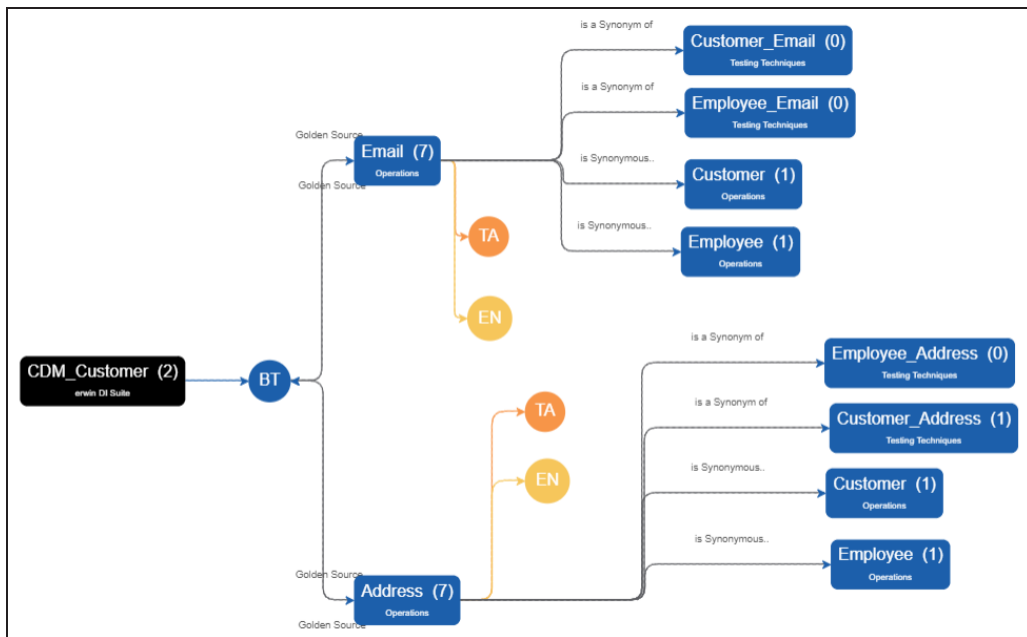 is a Synonym of
Customer_Email (0)
Testing Techniques
is a Synonym of
Employee_Email (0)
Testing Techniques
Golden Source
Email (7)
Operations
Golden Source
is Synonymous..
Customer (1)
Operations
is Synonymous..
Employee (1)
Operations
TA
EN
CDM_Customer (2)
erwin DI Suite
BT
is a Synonym of
Employee_Address (0)
Testing Techniques
TA
is a Synonym of
Customer_Address (1)
Testing Techniques
EN
is Synonymous..
Customer (1)
Operations
is Synonymous..
Employee (1)
Operations
Golden Source
Address (7)
Operations
Golden Source